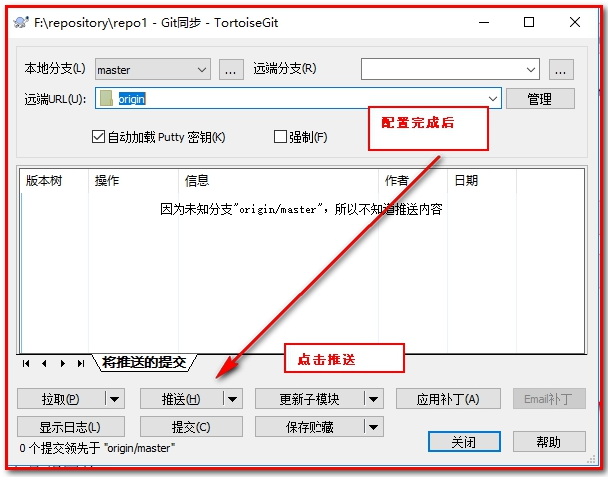 F:\repository\repo1 - Git同步 - TortoiseGit
本地分支(L) master ... 远端分支(R) ...
远端URL(U): origin 管理
自动加载 Putty 密钥(K) 强制(F)
配置完成后
版本树 操作 信息 作者 日期
因为未知分支"origin/master"，所以不知道推送内容
将推送的提交
点击推送
拉取(P) 推送(H) 更新子模块 应用补丁(A) Email补丁
显示日志(L) 提交(C) 保存贮藏
0 个提交领先于 "origin/master"
关闭 帮助